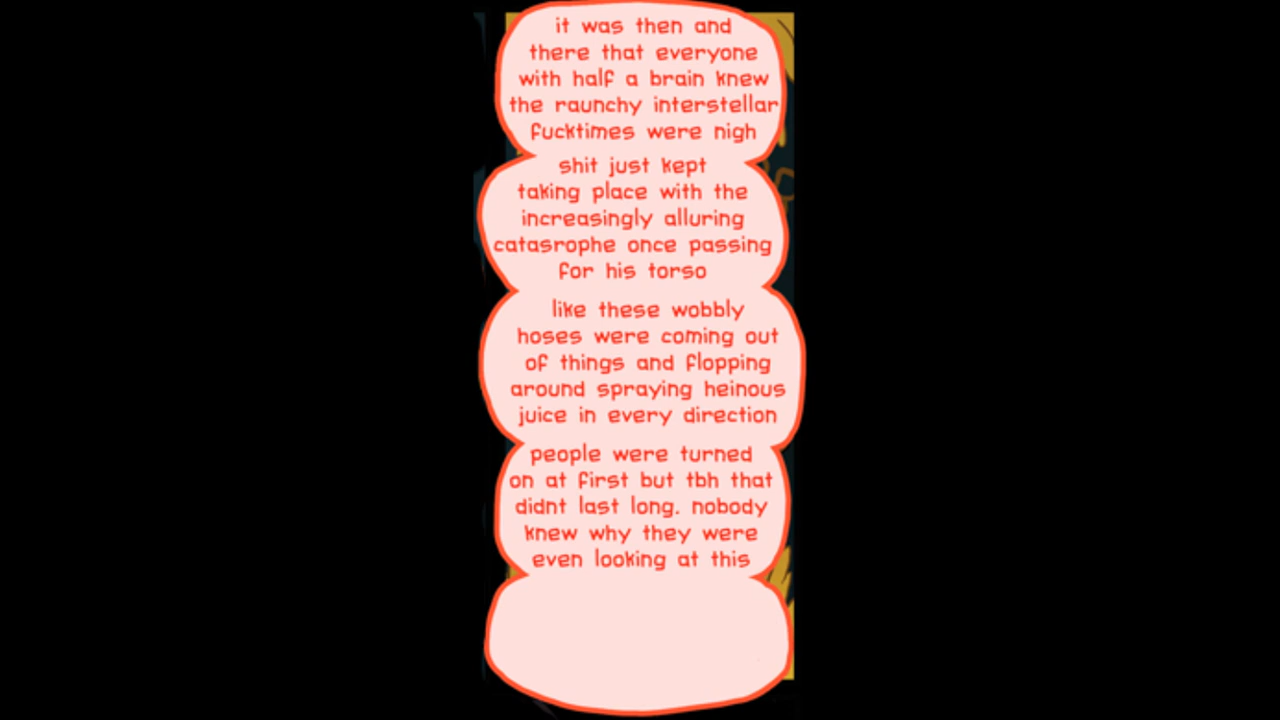 it was then and
there that everyone
with half a brain knew
the raunchy interstellar
fucktimes were nigh
shit just kept
taking place with the
increasingly alluring
catasrophe once passing
for his torso
like these wobbly
hoses were coming out
of things and flopping
around spraying heinous
juice in every direction
people were turned
on at first but tbh that
didnt last long. nobody
knew why they were
even looking at this